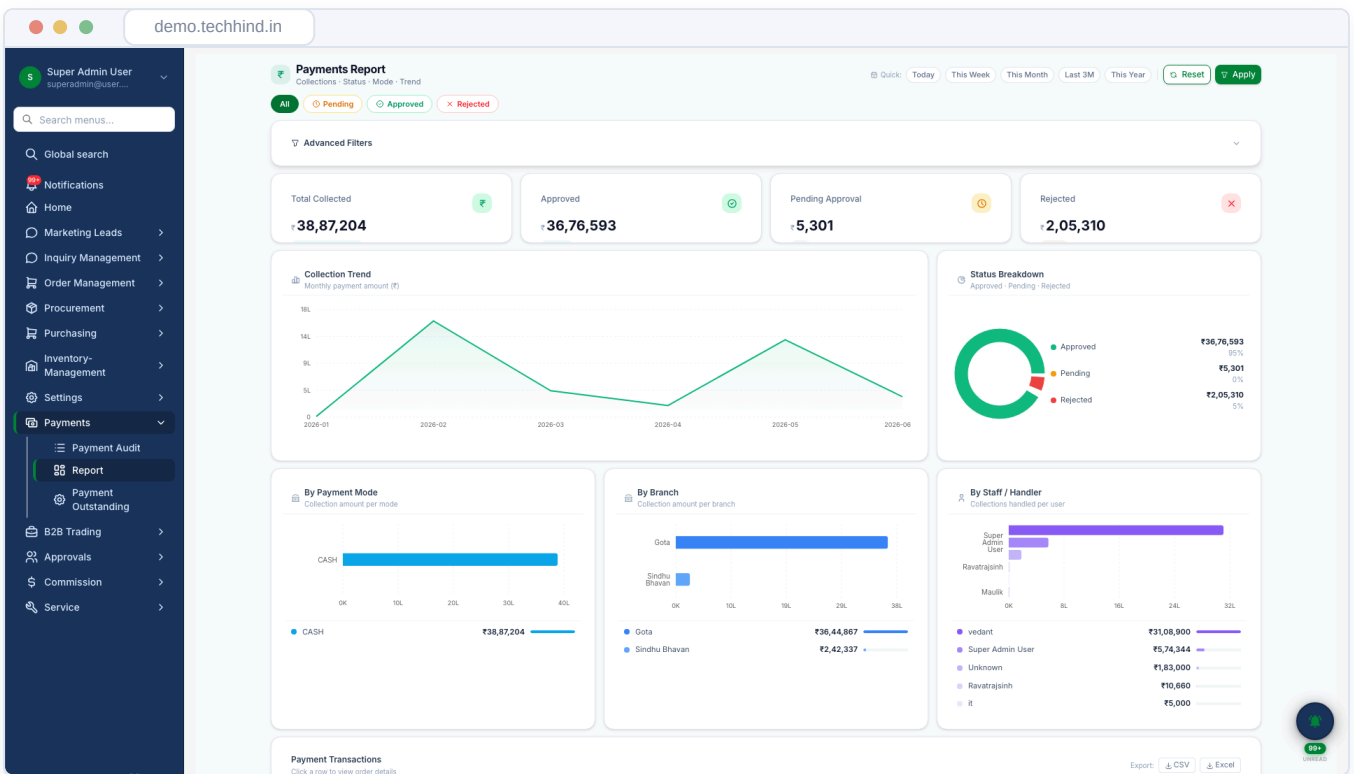 demo.techhind.in
S
Super Admin User
superadmin@user....
Search menus...
Global search
99+
Notifications
Home
Marketing Leads
Inquiry Management
Order Management
Procurement
Purchasing
Inventory-
Management
Settings
Payments
Payment Audit
Report
Payment
Outstanding
B2B Trading
Approvals
Commission
Service
₹
Payments Report
Collections · Status · Mode · Trend
Quick: Today This Week This Month Last 3M This Year Reset Apply
All Pending Approved Rejected
Advanced Filters
Total Collected
₹
₹38,87,204
Approved
₹36,76,593
Pending Approval
₹5,301
Rejected
₹2,05,310
Collection Trend
Monthly payment amount (₹)
18L
14L
9L
5L
0
2026-01 2026-02 2026-03 2026-04 2026-05 2026-06
Status Breakdown
Approved · Pending · Rejected
Approved ₹36,76,593
95%
Pending ₹5,301
0%
Rejected ₹2,05,310
5%
By Payment Mode
Collection amount per mode
CASH
0K 10L 20L 30L 40L
CASH ₹38,87,204
By Branch
Collection amount per branch
Gota
Sindhu
Bhavan
0K 10L 19L 29L 38L
Gota ₹36,44,867
Sindhu Bhavan ₹2,42,337
By Staff / Handler
Collections handled per user
Super
Admin
User
Ravatrajsinh
Maulik
0K 8L 16L 24L 32L
vedant ₹31,08,900
Super Admin User ₹5,74,344
Unknown ₹1,83,000
Ravatrajsinh ₹10,660
it ₹5,000
Payment Transactions
Click a row to view order details
Export: CSV Excel
99+
UNREAD